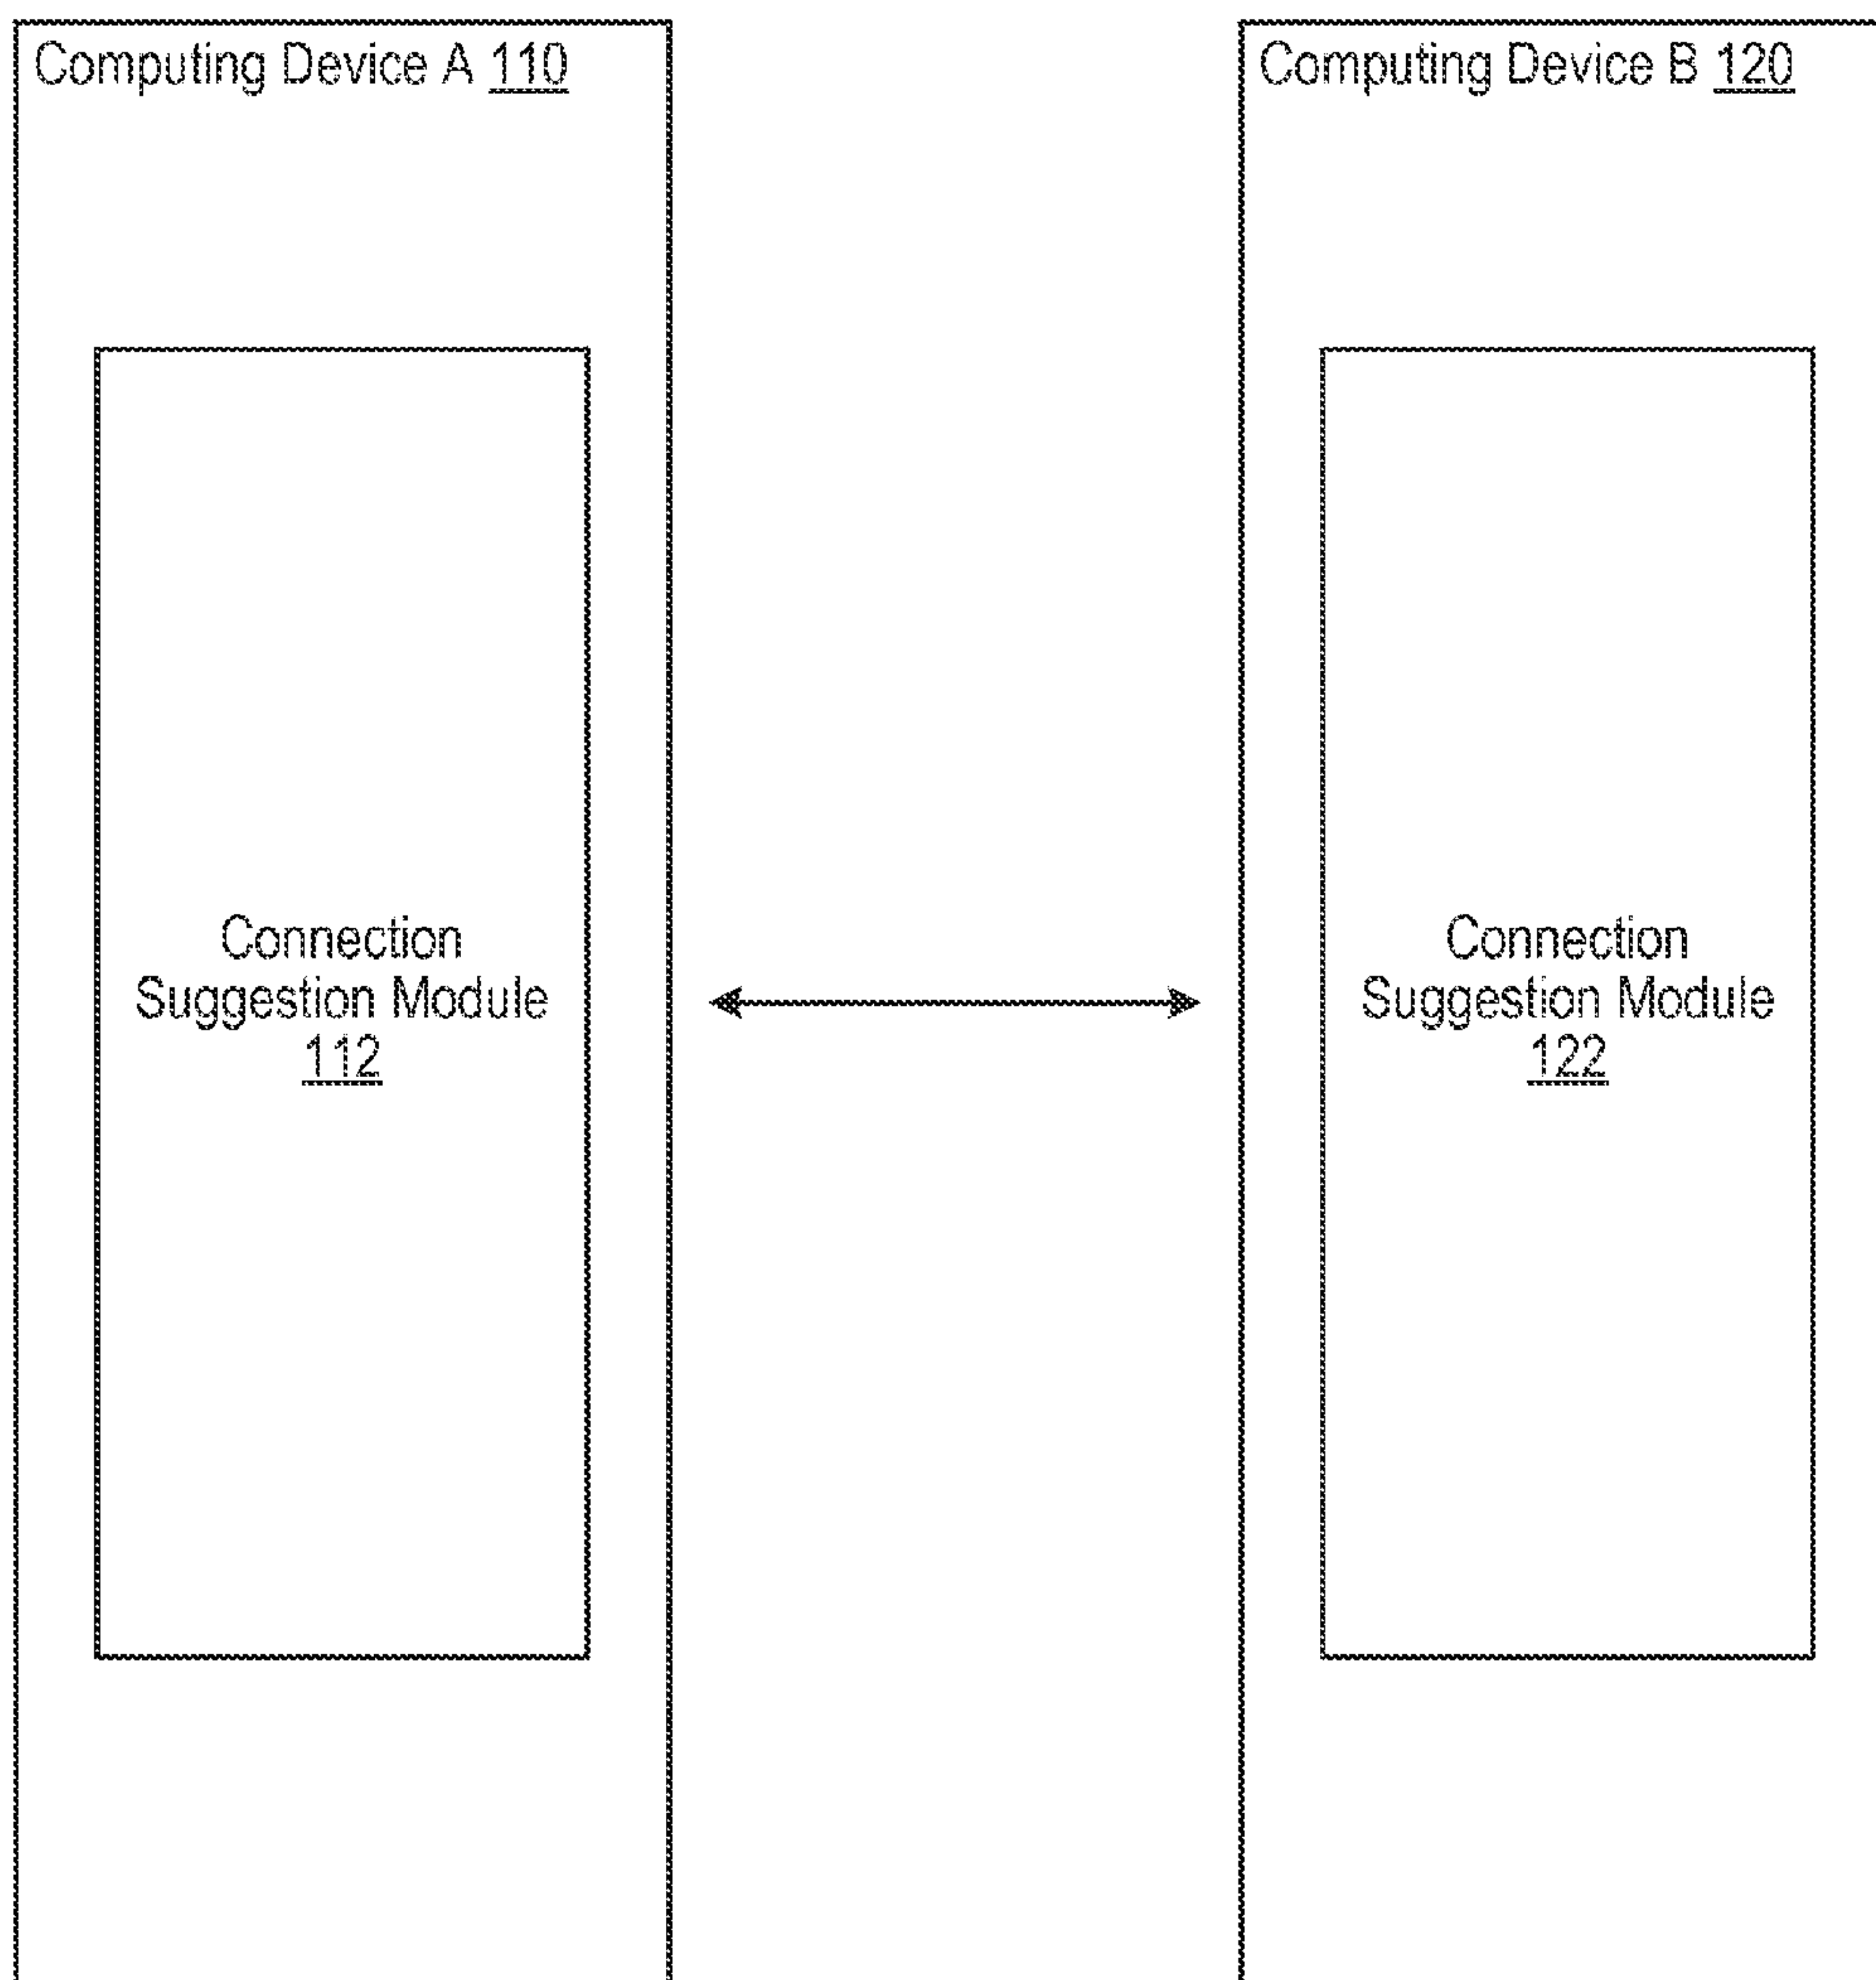 Computing Device A 110
Computing Device B 120
Connection
Suggestion Module
112
Connection
Suggestion Module
122